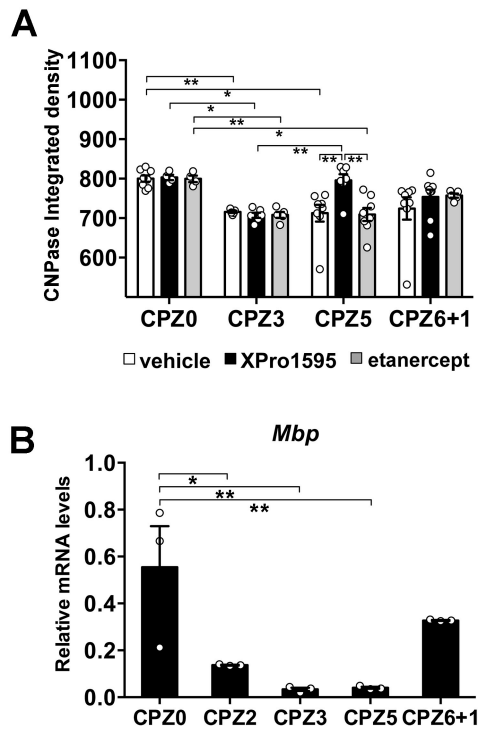 A
CNPase Integrated density
1100
1000
900
800
700
600
**
*
*
**
*
**
** **
CPZ0 CPZ3 CPZ5 CPZ6+1
vehicle XPro1595 etanercept
B
Mbp
Relative mRNA levels
1.0
0.8
0.6
0.4
0.2
0.0
*
**
**
CPZ0 CPZ2 CPZ3 CPZ5 CPZ6+1